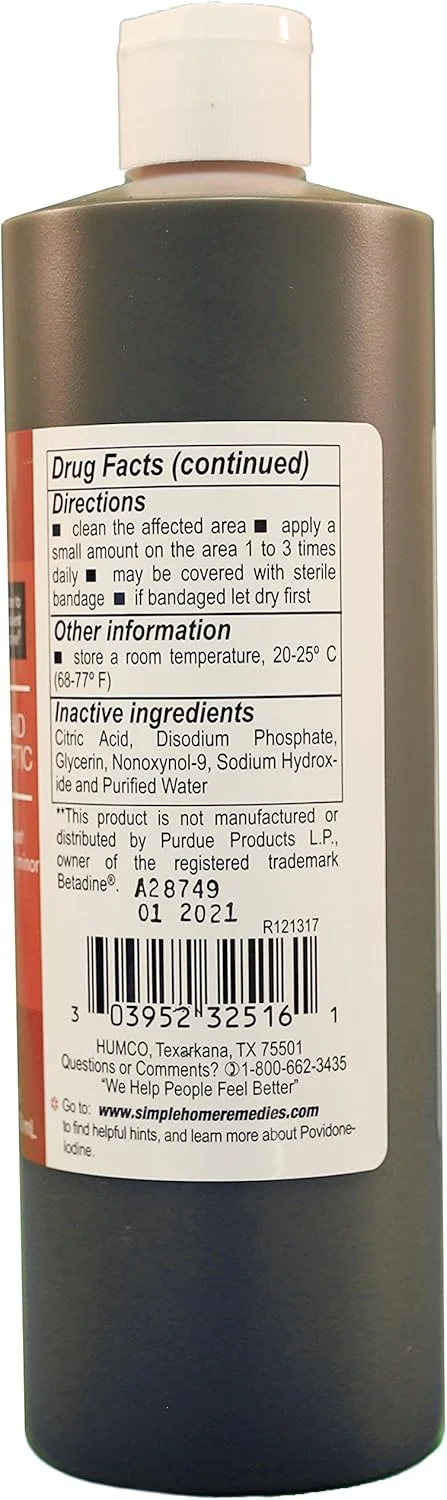 Drug Facts (continued)
Directions
■ clean the affected area ■ apply a
small amount on the area 1 to 3 times
daily ■ may be covered with sterile
bandage ■ if bandaged let dry first
Other information
■ store a room temperature, 20-25º C
(68-77º F)
Inactive ingredients
Citric Acid, Disodium Phosphate,
Glycerin, Nonoxynol-9, Sodium Hydrox-
ide and Purified Water
**This product is not manufactured or
distributed by Purdue Products L.P.,
owner of the registered trademark
Betadine®. A28749
01 2021
R121317
3 03952 32516 1
HUMCO, Texarkana, TX 75501
Questions or Comments? ✆1-800-662-3435
"We Help People Feel Better"
Go to: www.simplehomeremedies.com
to find helpful hints, and learn more about Povidone-
Iodine.
minor
mL